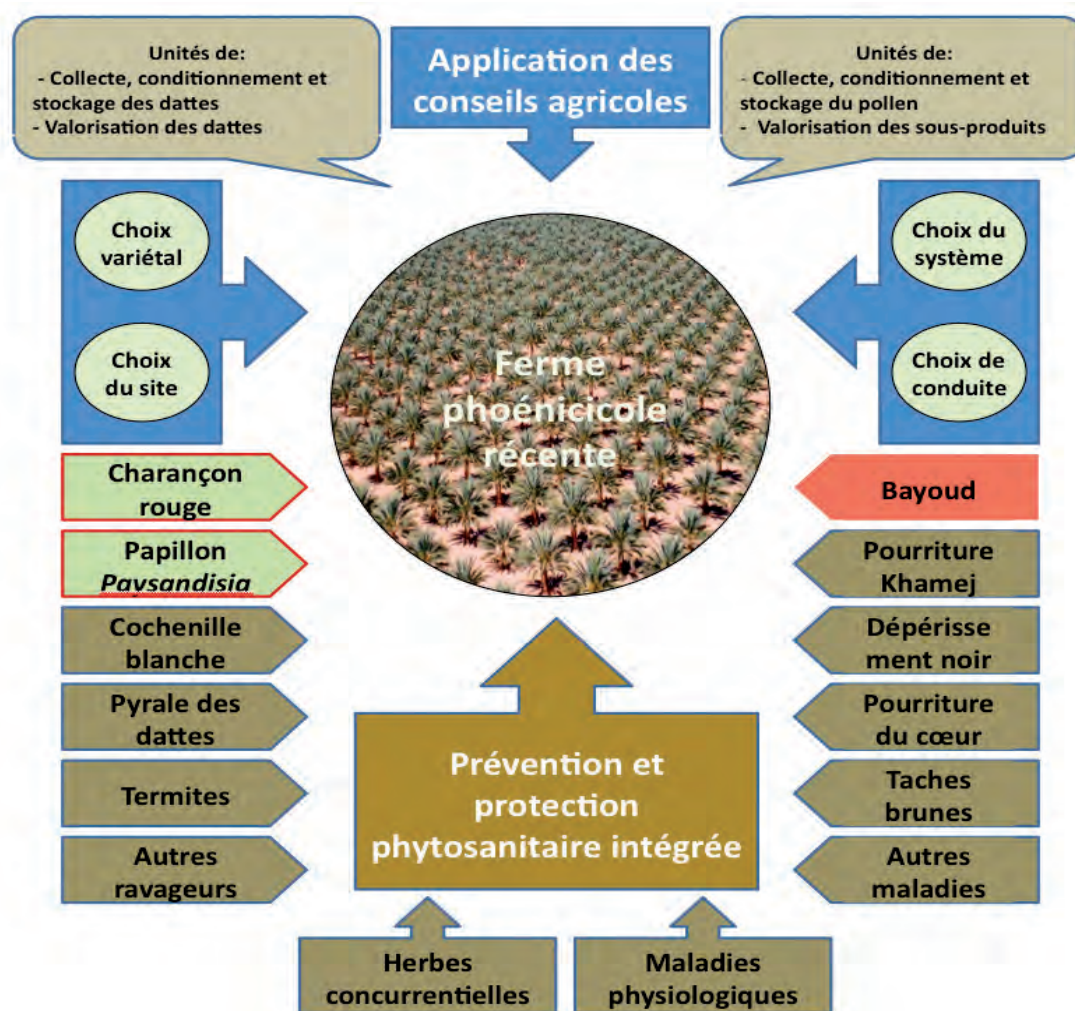 Unités de:
- Collecte, conditionnement et
stockage des dattes
- Valorisation des dattes
Application des
conseils agricoles
Unités de:
- Collecte, conditionnement et
stockage du pollen
- Valorisation des sous-produits
Choix
variétal
Choix
du site
Choix du
système
Choix de
conduite
Ferme
phoénicicole
récente
Charançon
rouge
Papillon
Paysandisia
Cochenille
blanche
Pyrale des
dattes
Termites
Autres
ravageurs
Bayoud
Pourriture
Khamej
Dépérisse
ment noir
Pourriture
du cœur
Taches
brunes
Autres
maladies
Prévention et
protection
phytosanitaire intégrée
Herbes
concurrentielles
Maladies
physiologiques